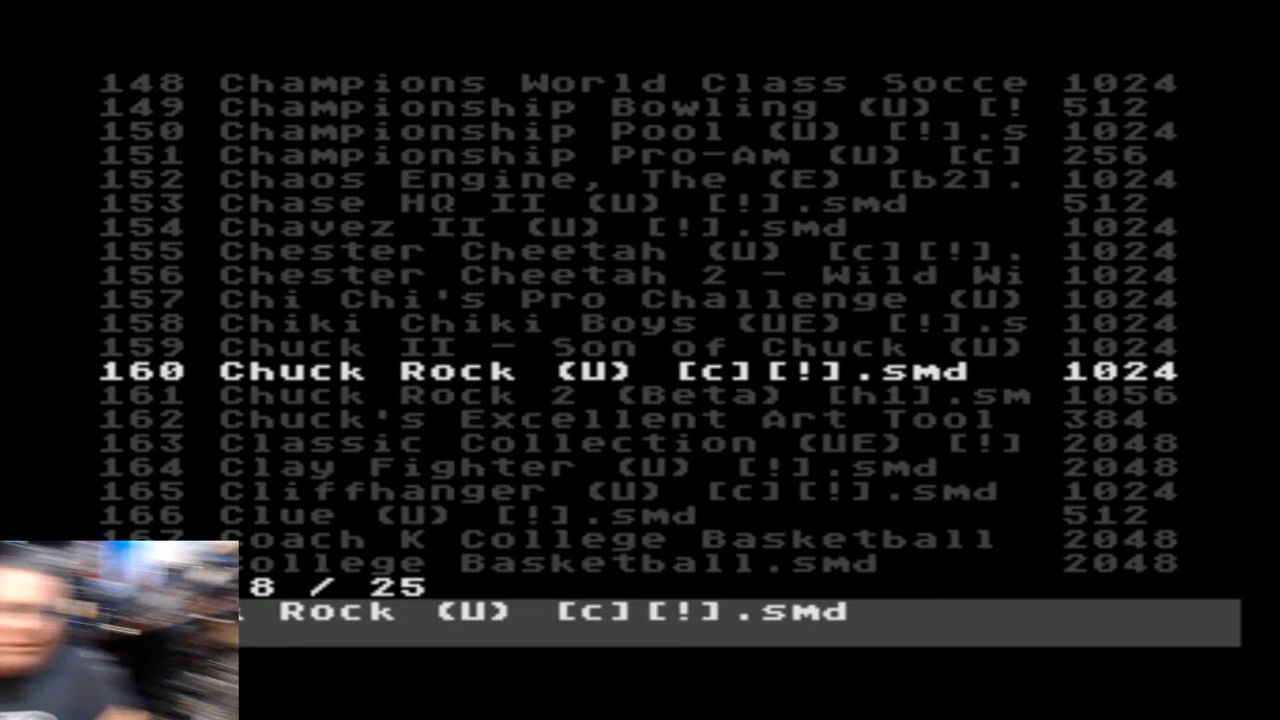 148 Champions World Class Socce 1024
149 Championship Bowling (U) [! 512
150 Championship Pool (U) [!].s 1024
151 Championship Pro-Am (U) [c] 256
152 Chaos Engine, The (E) [b2]. 1024
153 Chase HQ II (U) [!].smd 512
154 Chavez II (U) [!].smd 1024
155 Chester Cheetah (U) [c][!]. 1024
156 Chester Cheetah 2 - Wild Wi 1024
157 Chi Chi's Pro Challenge (U) 1024
158 Chiki Chiki Boys (UE) [!].s 1024
159 Chuck II - Son of Chuck (U) 1024
160 Chuck Rock (U) [c][!].smd 1024
161 Chuck Rock 2 (Beta) [h1].sm 1056
162 Chuck's Excellent Art Tool 384
163 Classic Collection (UE) [!] 2048
164 Clay Fighter (U) [!].smd 2048
165 Cliffhanger (U) [c][!].smd 1024
166 Clue (U) [!].smd 512
167 oach K College Basketball 2048
ollege Basketball.smd 2048
8 / 25
Rock (U) [c][!].smd